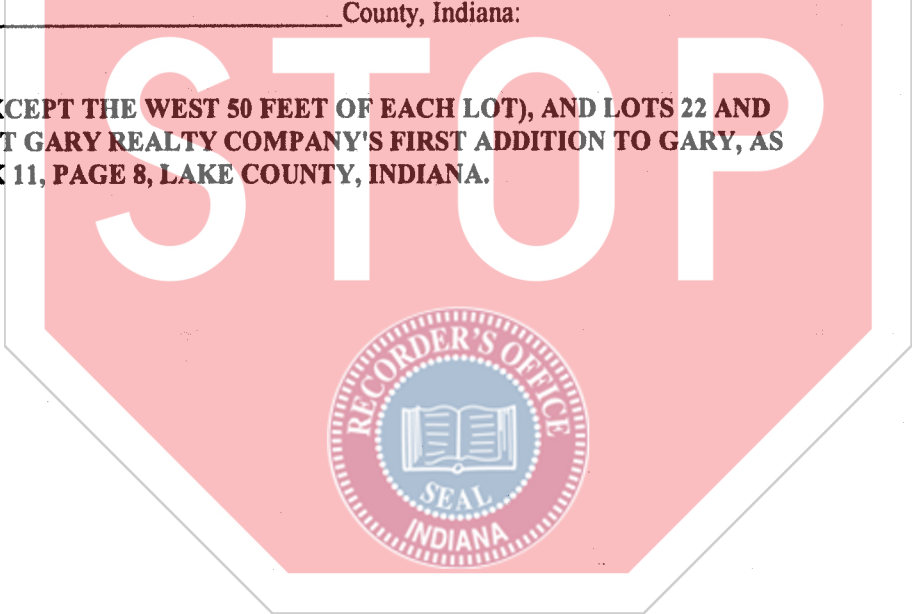 County, Indiana:
STOP
CEPT THE WEST 50 FEET OF EACH LOT), AND LOTS 22 AND
T GARY REALTY COMPANY'S FIRST ADDITION TO GARY, AS
11, PAGE 8, LAKE COUNTY, INDIANA.
RECORDER'S OFFICE
SEAL
INDIANA